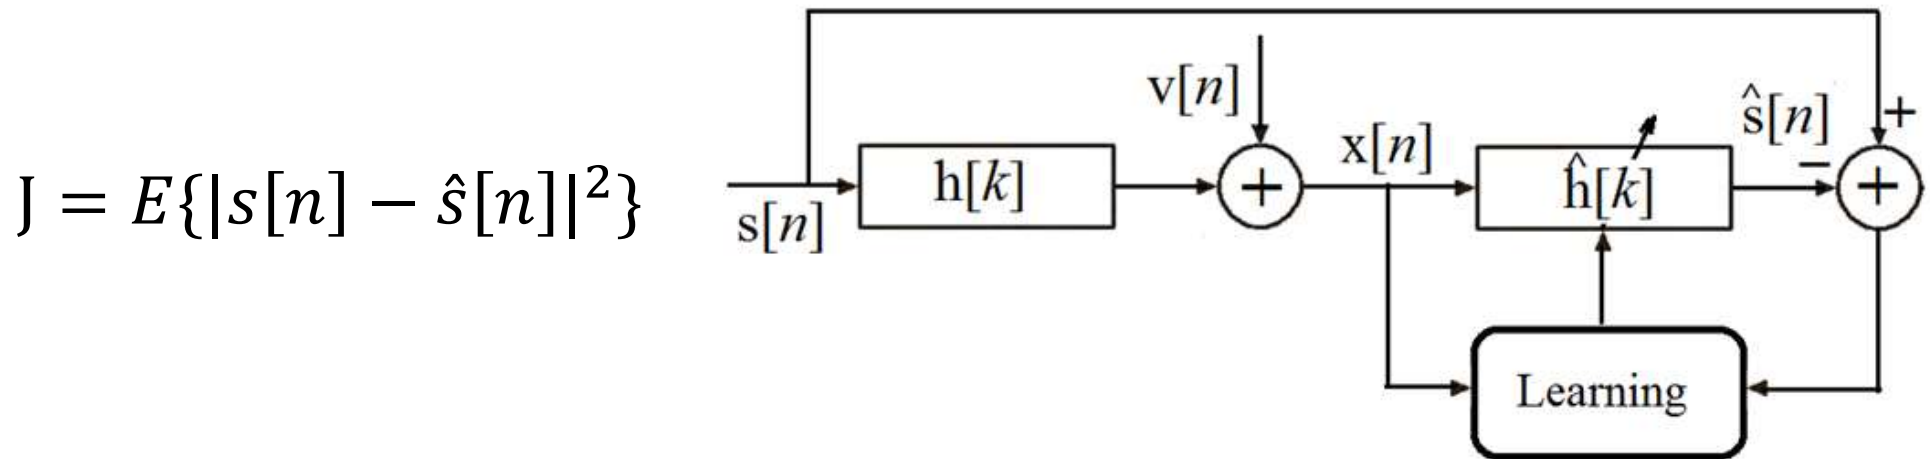 J = E{|s[n] − ŝ[n]|²}
v[n]
ŝ[n]
+
x[n]
−
h[k]
+
ĥ[k]
+
s[n]
Learning